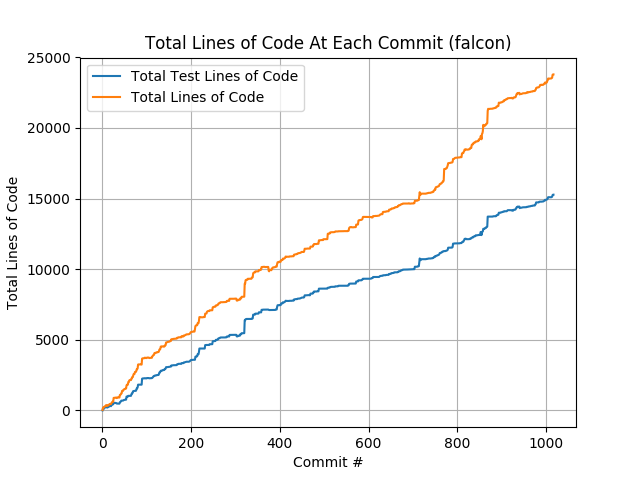 Total Lines of Code At Each Commit (falcon)
Total Test Lines of Code
Total Lines of Code
Total Lines of Code
25000
20000
15000
10000
5000
0
0 200 400 600 800 1000
Commit #